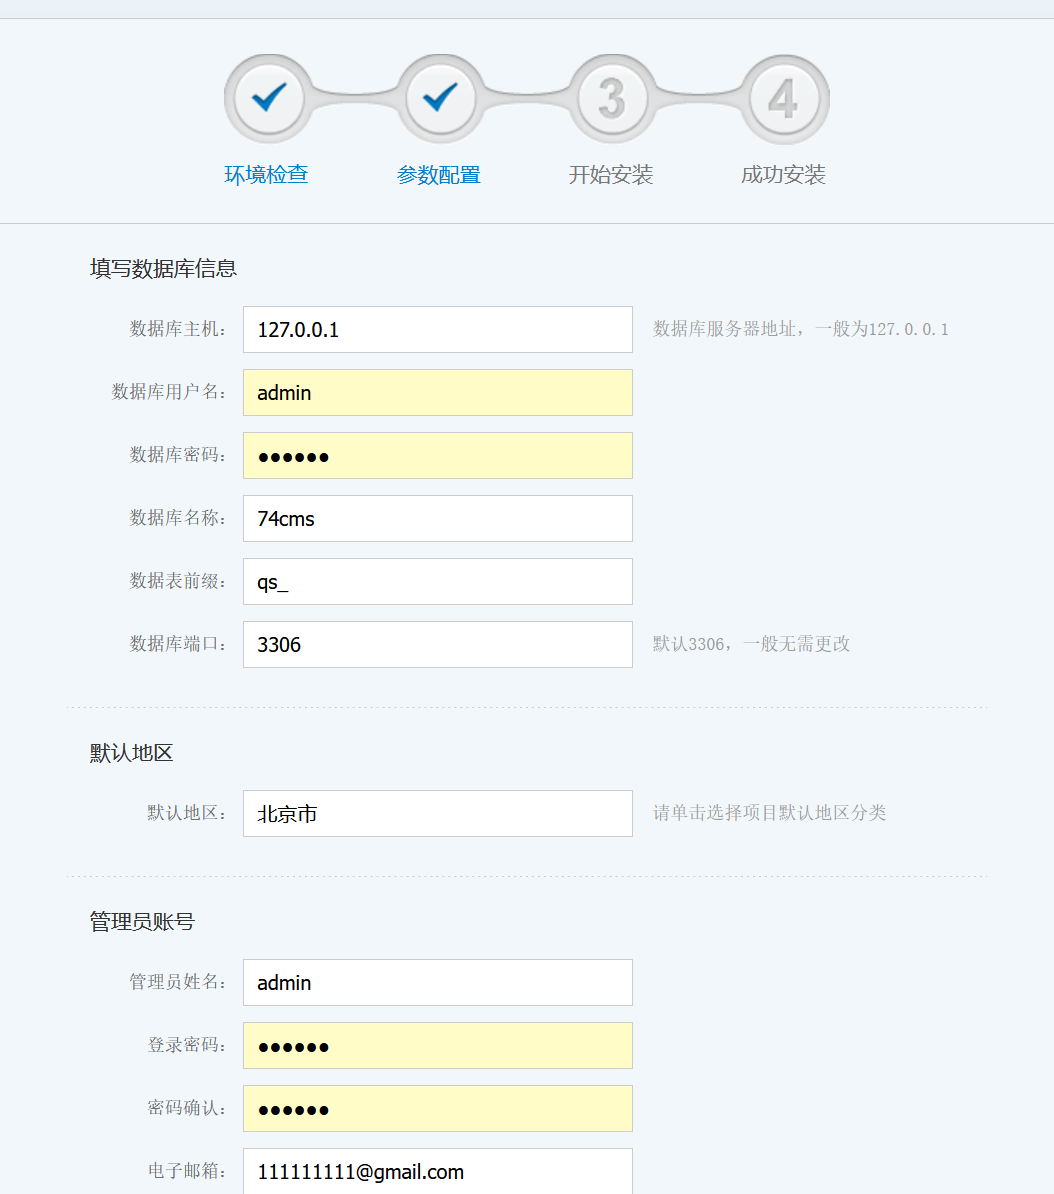 3 4
环境检查 参数配置 开始安装 成功安装
填写数据库信息
数据库主机： 127.0.0.1 数据库服务器地址，一般为127.0.0.1
数据库用户名： admin
数据库密码： ●●●●●●
数据库名称： 74cms
数据表前缀： qs_
数据库端口： 3306 默认3306，一般无需更改
默认地区
默认地区： 北京市 请单击选择项目默认地区分类
管理员账号
管理员姓名： admin
登录密码： ●●●●●●
密码确认： ●●●●●●
电子邮箱： 111111111@gmail.com